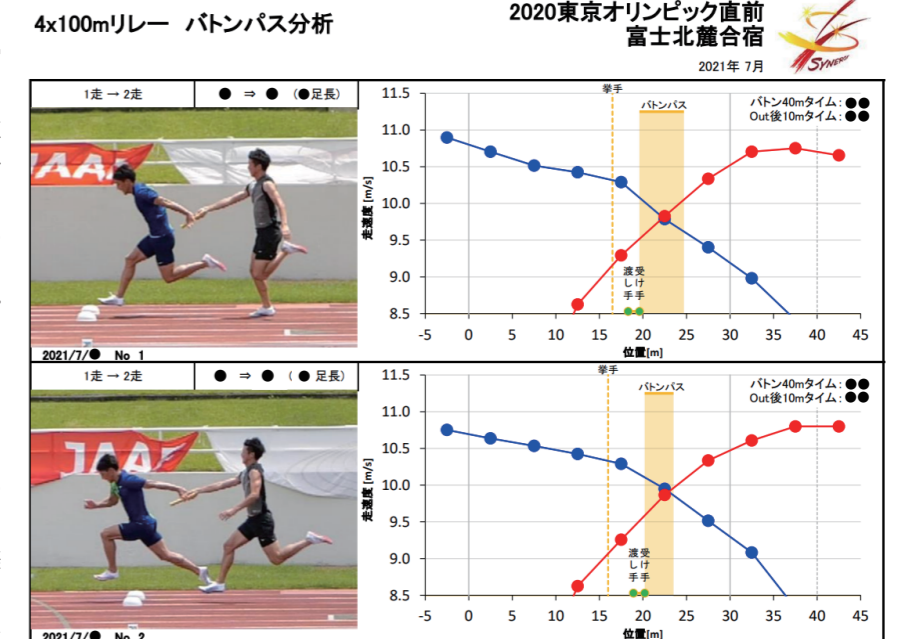 4x100mリレー　バトンパス分析
2020東京オリンピック直前
富士北麓合宿
2021年 7月
SYNERGY
1走 → 2走
● ⇒ ● （●足長）
JAAF
2021/7/● No 1
挙手
バトンパス
バトン40mタイム：●●
Out後10mタイム：●●
走速度 [m/s]
11.5
11.0
10.5
10.0
9.5
9.0
8.5
渡し手
受け手
-5 0 5 10 15 20 25 30 35 40 45
位置[m]
1走 → 2走
● ⇒ ● （ ● 足長）
JAAF
2021/7/● No 2
挙手
バトンパス
バトン40mタイム：●●
Out後10mタイム：●●
走速度 [m/s]
11.5
11.0
10.5
10.0
9.5
9.0
8.5
渡し手
受け手
-5 0 5 10 15 20 25 30 35 40 45
位置[m]